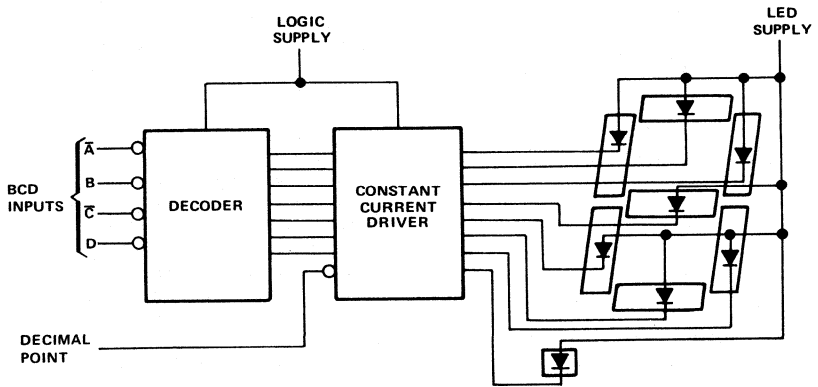 LOGIC
SUPPLY
LED
SUPPLY
BCD
INPUTS
A̅
B
C̅
D
DECODER
CONSTANT
CURRENT
DRIVER
DECIMAL
POINT